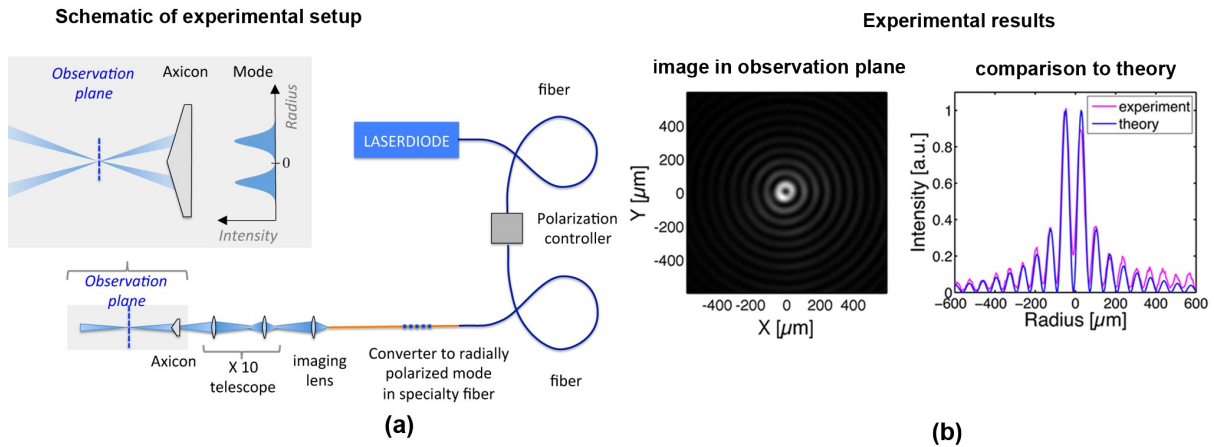 Schematic of experimental setup
Observation
plane
Axicon
Mode
Radius
0
Intensity
LASERDIODE
fiber
Polarization
controller
Observation
plane
Axicon
X 10
telescope
imaging
lens
Converter to radially
polarized mode
in specialty fiber
fiber
(a)
Experimental results
image in observation plane
400
200
0
-200
-400
Y [µm]
-400 -200 0 200 400
X [µm]
comparison to theory
experiment
theory
1
0.8
0.6
0.4
0.2
0
Intensity [a.u.]
−600 −400 −200 0 200 400 600
Radius [µm]
(b)